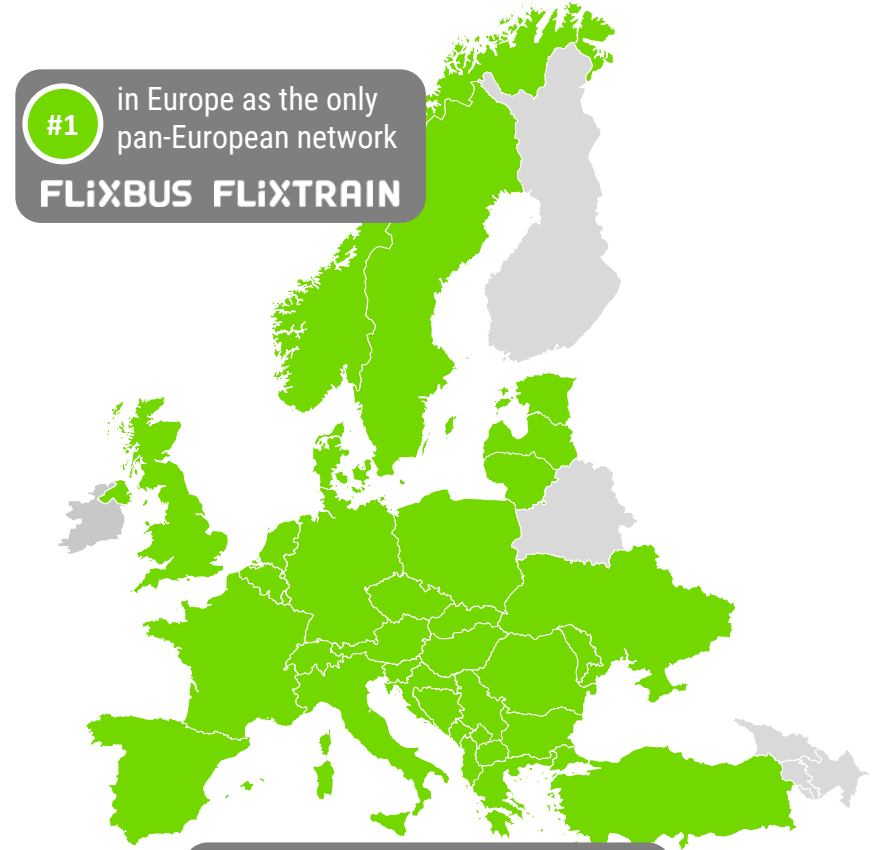 #1
in Europe as the only
pan-European network
FLiXBUS FLiXTRAiN